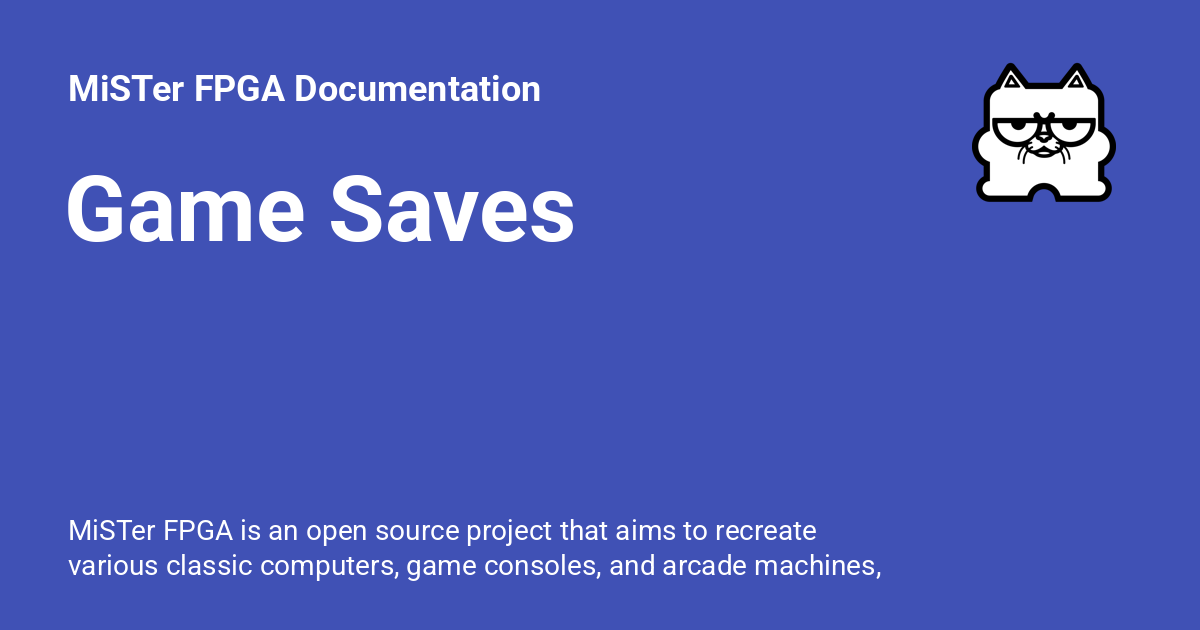 MiSTer FPGA Documentation
Game Saves
MiSTer FPGA is an open source project that aims to recreate
various classic computers, game consoles, and arcade machines,